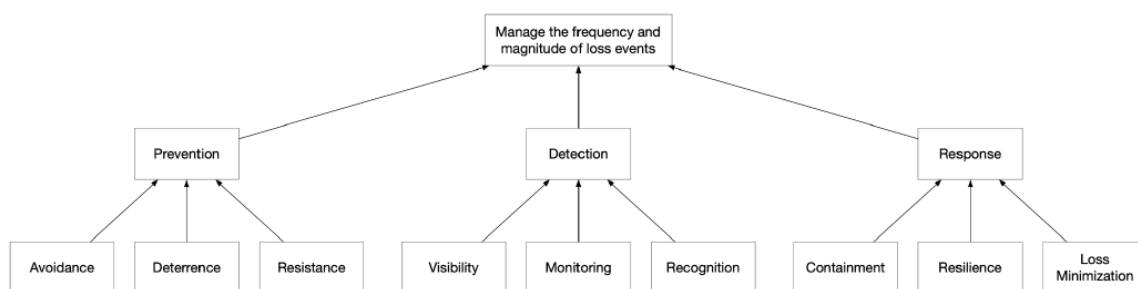 Manage the frequency and
magnitude of loss events
Prevention
Detection
Response
Avoidance
Deterrence
Resistance
Visibility
Monitoring
Recognition
Containment
Resilience
Loss
Minimization